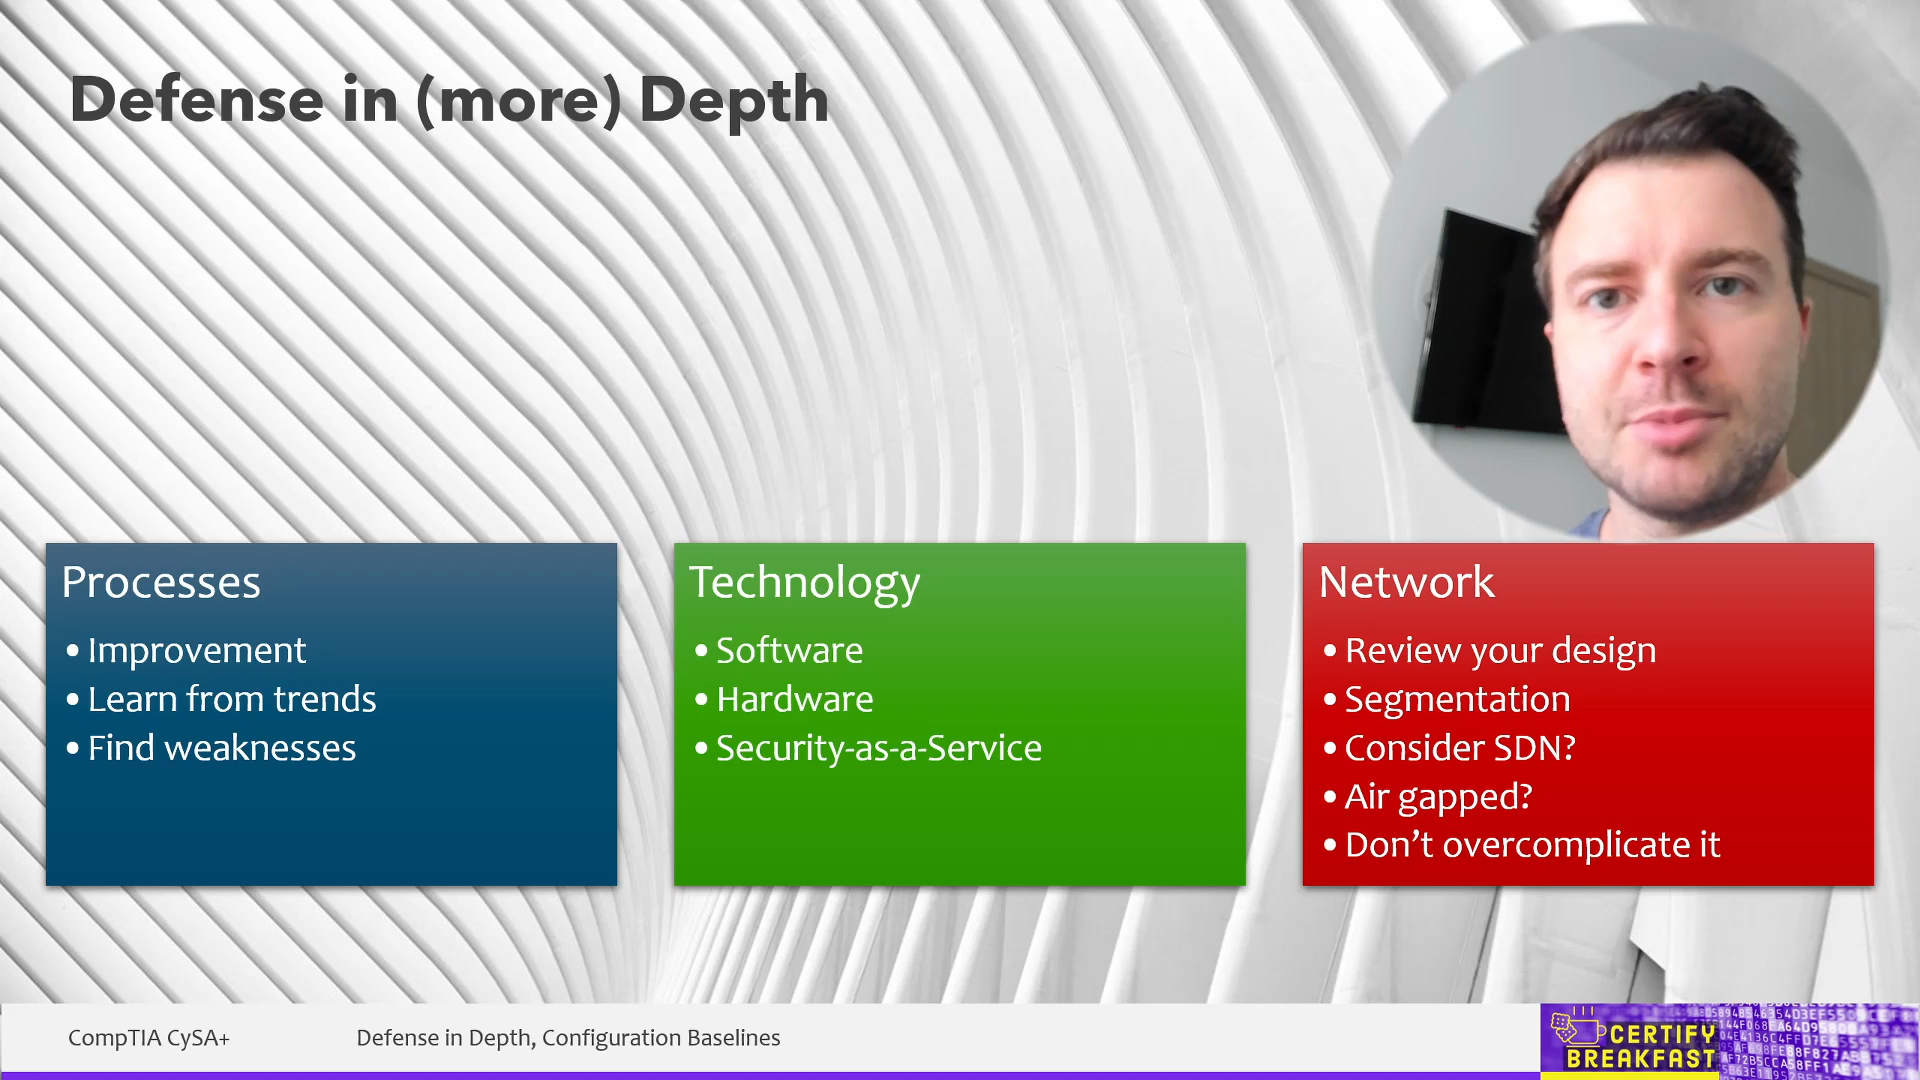 Defense in (more) Depth
Processes
• Improvement
• Learn from trends
• Find weaknesses
Technology
• Software
• Hardware
• Security-as-a-Service
Network
• Review your design
• Segmentation
• Consider SDN?
• Air gapped?
• Don’t overcomplicate it
CompTIA CySA+
Defense in Depth, Configuration Baselines
CERTIFY
BREAKFAST